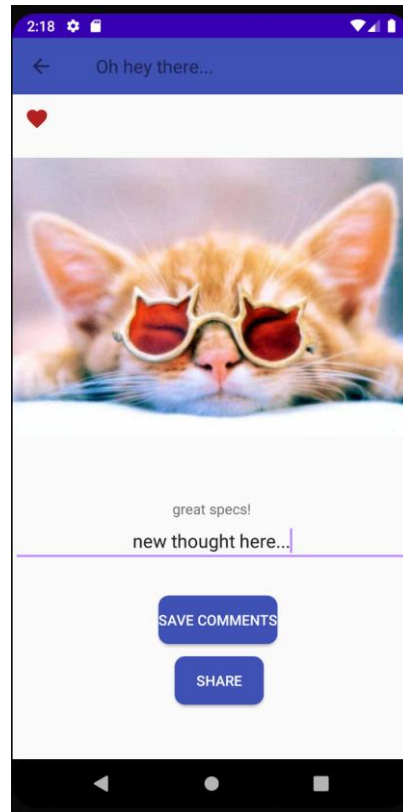 2:18
Oh hey there...
great specs!
new thought here...
SAVE COMMENTS
SHARE